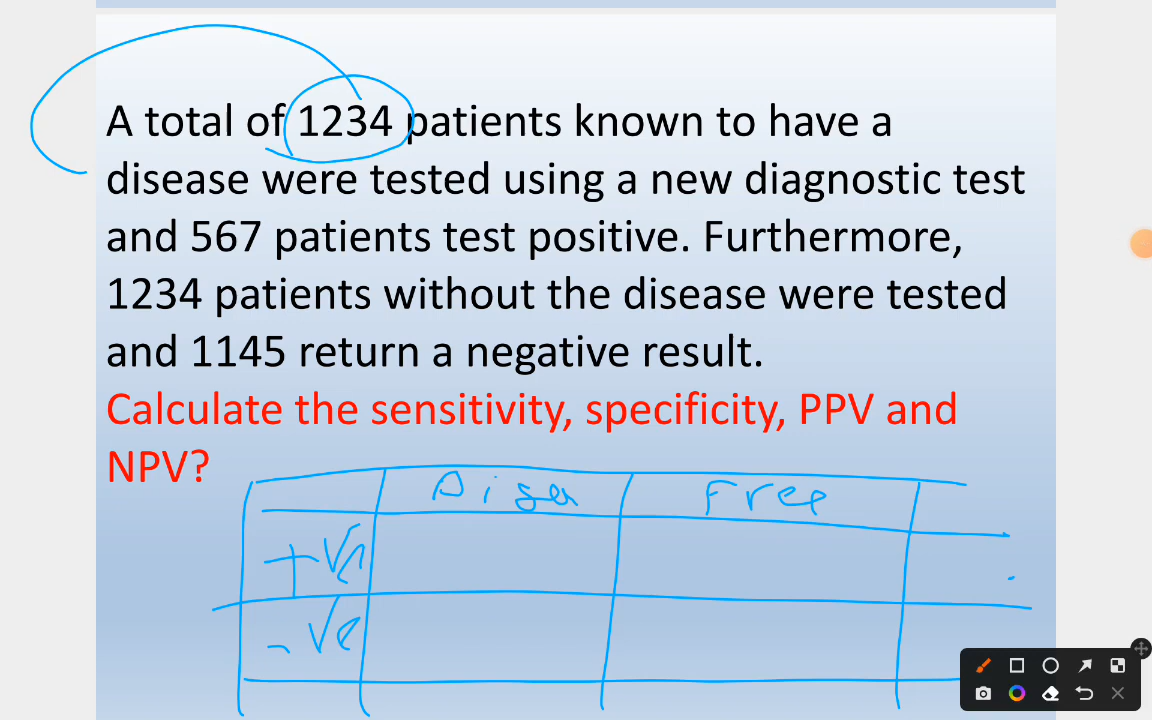 A total of 1234 patients known to have a
disease were tested using a new diagnostic test
and 567 patients test positive. Furthermore,
1234 patients without the disease were tested
and 1145 return a negative result.
Calculate the sensitivity, specificity, PPV and
NPV?
Free
+ve
-ve